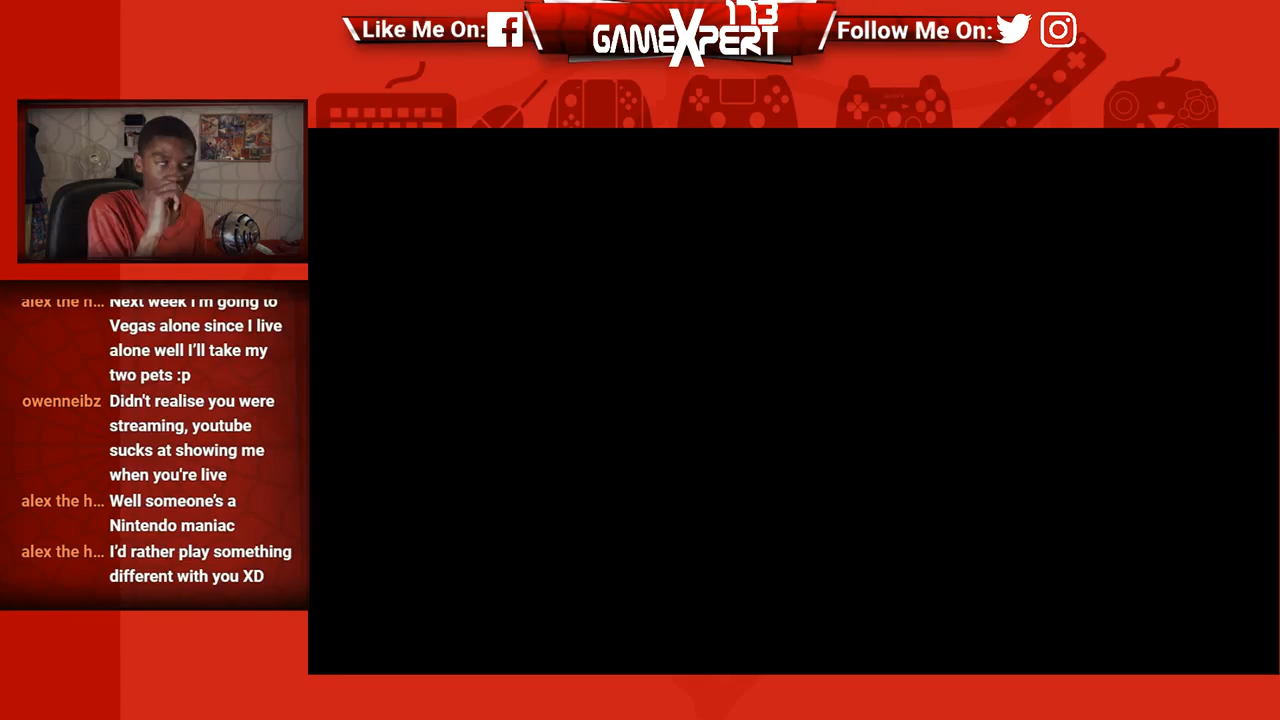 Like Me On:
173
GAMEXPERT
Follow Me On:
alex the h... Next week I'm going to
Vegas alone since I live
alone well I'll take my
two pets :p
owenneibz Didn't realise you were
streaming, youtube
sucks at showing me
when you're live
alex the h... Well someone's a
Nintendo maniac
alex the h... I'd rather play something
different with you XD